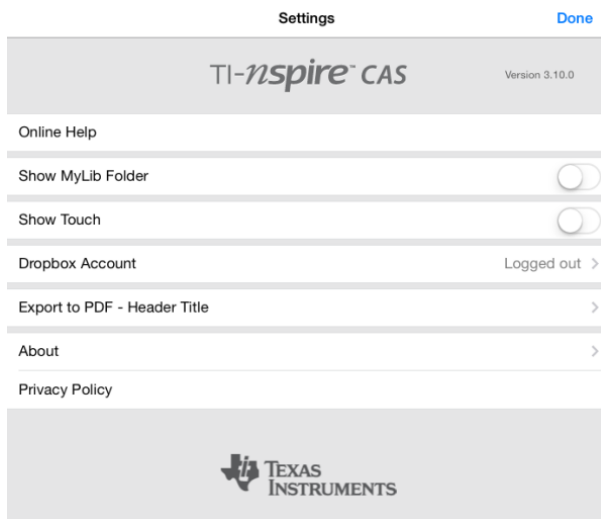 Settings
Done
TI-nspire™ CAS
Version 3.10.0
Online Help
Show MyLib Folder
Show Touch
Dropbox Account
Logged out >
Export to PDF - Header Title
>
About
>
Privacy Policy
TEXAS
INSTRUMENTS